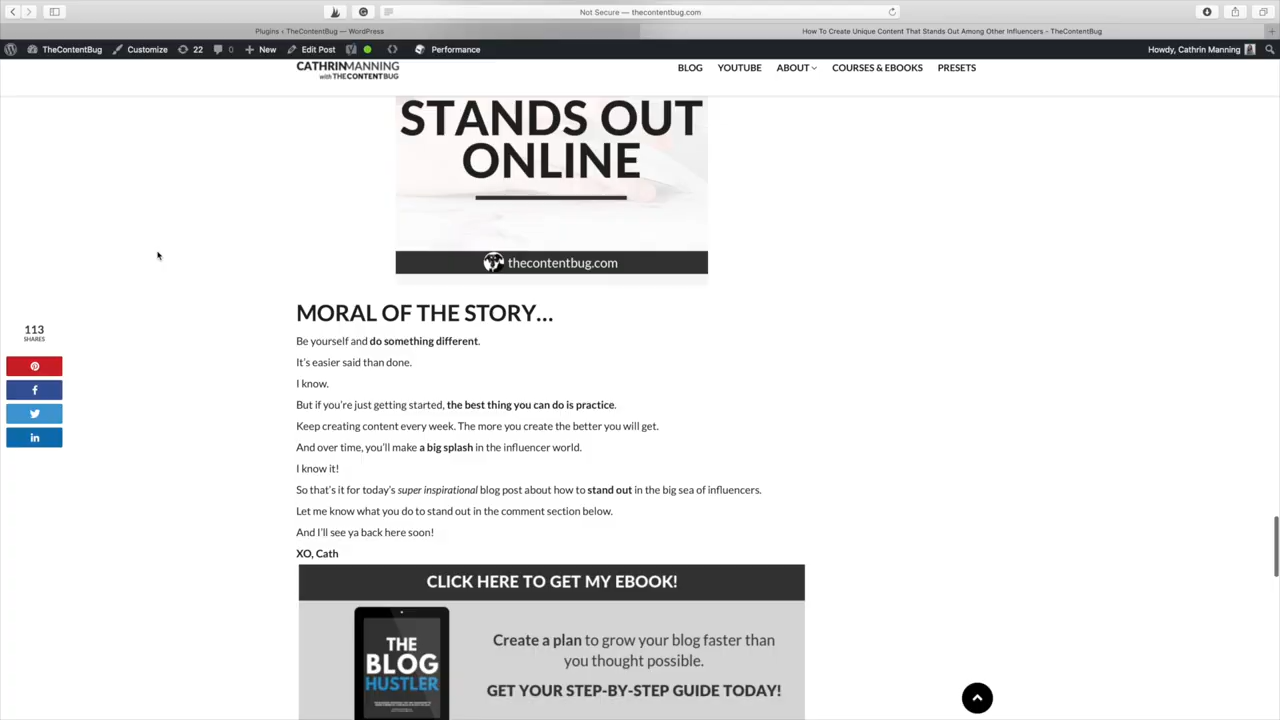 Not Secure — thecontentbug.com
Plugins ‹ TheContentBug — WordPress
How To Create Unique Content That Stands Out Among Other Influencers - TheContentBug
TheContentBug
Customize
22
0
New
Edit Post
Performance
Howdy, Cathrin Manning
CATHRINMANNING
with THECONTENTBUG
BLOG
YOUTUBE
ABOUT
COURSES & EBOOKS
PRESETS
STANDS OUT
ONLINE
thecontentbug.com
MORAL OF THE STORY…
Be yourself and do something different.
It's easier said than done.
I know.
But if you're just getting started, the best thing you can do is practice.
Keep creating content every week. The more you create the better you will get.
And over time, you'll make a big splash in the influencer world.
I know it!
So that's it for today's super inspirational blog post about how to stand out in the big sea of influencers.
Let me know what you do to stand out in the comment section below.
And I'll see ya back here soon!
XO, Cath
113
SHARES
CLICK HERE TO GET MY EBOOK!
THE
BLOG
HUSTLER
Create a plan to grow your blog faster than
you thought possible.
GET YOUR STEP-BY-STEP GUIDE TODAY!